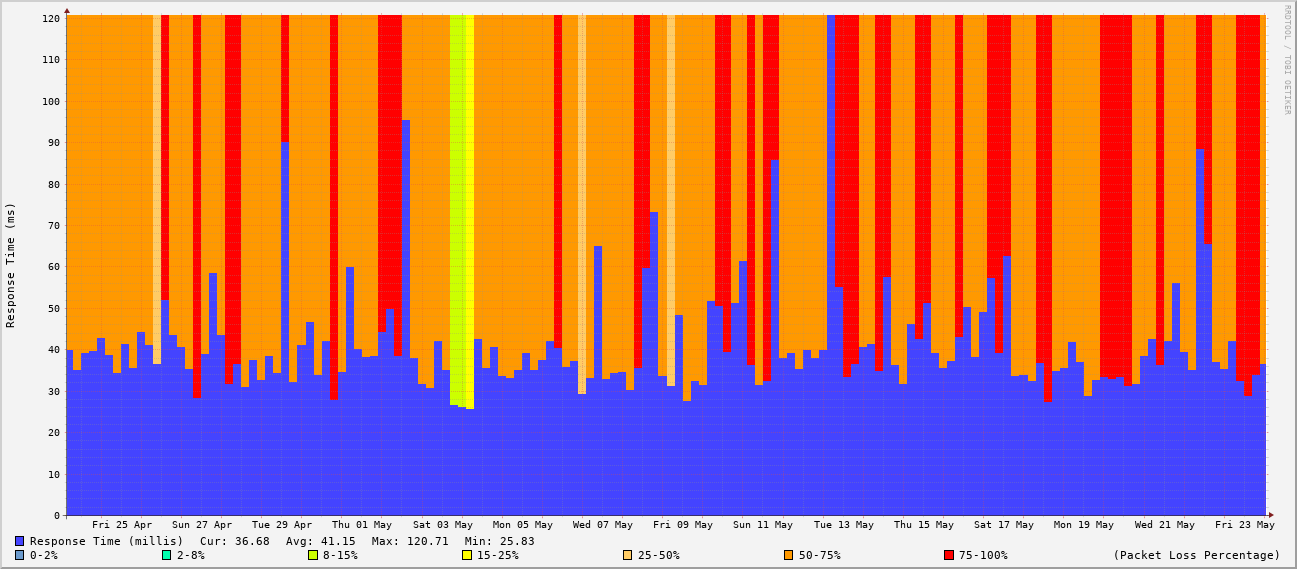 RRDTOOL / TOBI OETIKER
Response Time (ms)
120
110
100
90
80
70
60
50
40
30
20
10
0
Fri 25 Apr Sun 27 Apr Tue 29 Apr Thu 01 May Sat 03 May Mon 05 May Wed 07 May Fri 09 May Sun 11 May Tue 13 May Thu 15 May Sat 17 May Mon 19 May Wed 21 May Fri 23 May
Response Time (millis) Cur: 36.68 Avg: 41.15 Max: 120.71 Min: 25.83
0-2% 2-8% 8-15% 15-25% 25-50% 50-75% 75-100% (Packet Loss Percentage)